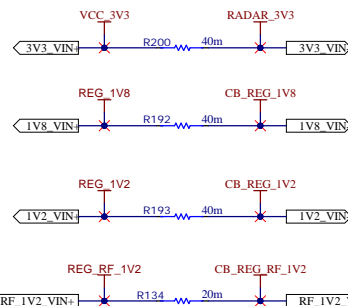 VCC_3V3 RADAR_3V3
3V3_VIN+ R200 40m 3V3_VIN
REG_1V8 CB_REG_1V8
1V8_VIN+ R192 40m 1V8_VIN
REG_1V2 CB_REG_1V2
1V2_VIN+ R193 40m 1V2_VIN
REG_RF_1V2 CB_REG_RF_1V2
RF_1V2_VIN+ R134 20m RF_1V2_